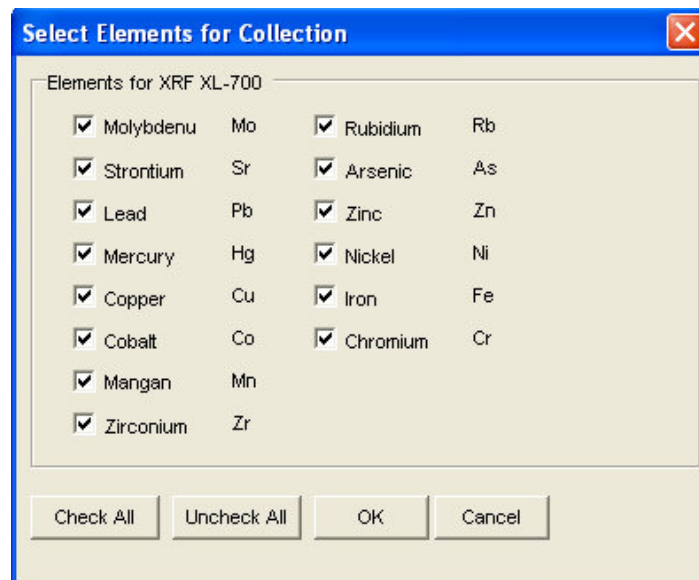 Select Elements for Collection
Elements for XRF XL-700
Molybdenu Mo Rubidium Rb
Strontium Sr Arsenic As
Lead Pb Zinc Zn
Mercury Hg Nickel Ni
Copper Cu Iron Fe
Cobalt Co Chromium Cr
Mangan Mn
Zirconium Zr
Check All Uncheck All OK Cancel